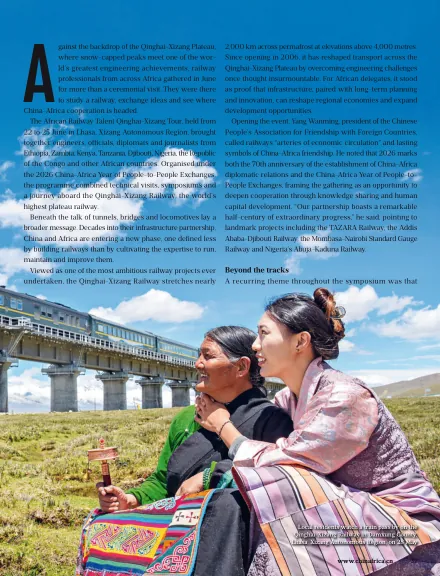 Against the backdrop of the Qinghai-Xizang Plateau,
where snow-capped peaks meet one of the wor-
ld's greatest engineering achievements, railway
professionals from across Africa gathered in June
for more than a ceremonial visit. They were there
to study a railway, exchange ideas and see where
China-Africa cooperation is headed.
The African Railway Talent Qinghai-Xizang Tour, held from
22 to 25 June in Lhasa, Xizang Autonomous Region, brought
together engineers, officials, diplomats and journalists from
Ethiopia, Zambia, Kenya, Tanzania, Djibouti, Nigeria, the Republic
of the Congo and other African countries. Organised under
the 2026 China-Africa Year of People-to-People Exchanges,
the programme combined technical visits, symposiums and
a journey aboard the Qinghai-Xizang Railway, the world's
highest plateau railway.
Beneath the talk of tunnels, bridges and locomotives lay a
broader message. Decades into their infrastructure partnership,
China and Africa are entering a new phase, one defined less
by building railways than by cultivating the expertise to run,
maintain and improve them.
Viewed as one of the most ambitious railway projects ever
undertaken, the Qinghai-Xizang Railway stretches nearly
2,000 km across permafrost at elevations above 4,000 metres.
Since opening in 2006, it has reshaped transport across the
Qinghai-Xizang Plateau by overcoming engineering challenges
once thought insurmountable. For African delegates, it stood
as proof that infrastructure, paired with long-term planning
and innovation, can reshape regional economies and expand
development opportunities.
Opening the event, Yang Wanming, president of the Chinese
People's Association for Friendship with Foreign Countries,
called railways "arteries of economic circulation" and lasting
symbols of China-Africa friendship. He noted that 2026 marks
both the 70th anniversary of the establishment of China-Africa
diplomatic relations and the China-Africa Year of People-to-
People Exchanges, framing the gathering as an opportunity to
deepen cooperation through knowledge sharing and human
capital development. "Our partnership boasts a remarkable
half-century of extraordinary progress," he said, pointing to
landmark projects including the TAZARA Railway, the Addis
Ababa-Djibouti Railway, the Mombasa-Nairobi Standard Gauge
Railway and Nigeria's Abuja-Kaduna Railway.
Beyond the tracks
A recurring theme throughout the symposium was that
Local residents watch a train pass by on the
Qinghai-Xizang Railway in Damxung County,
Lhasa, Xizang Autonomous Region, on 28 May
www.chinafrica.cn